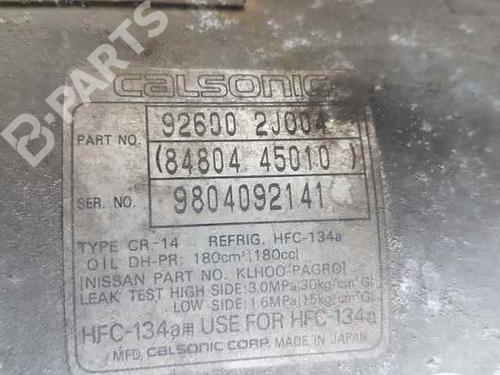 B-PARTS
calsonic
PART NO. 92600 2J004
(84804 45010 )
SER. NO. 9804092141
TYPE CR-14 REFRIG. HFC-134a
OIL DH-PR: 180cm³(180cc)
[NISSAN PART NO. KLH00-PAGR0]
LEAK TEST HIGH SIDE:3.0MPa(30kg/cm²G)
LOW SIDE:1.6MPa(15kg/cm²G)
HFC-134a用 USE FOR HFC-134a
MFD. CALSONIC CORP. MADE IN JAPAN